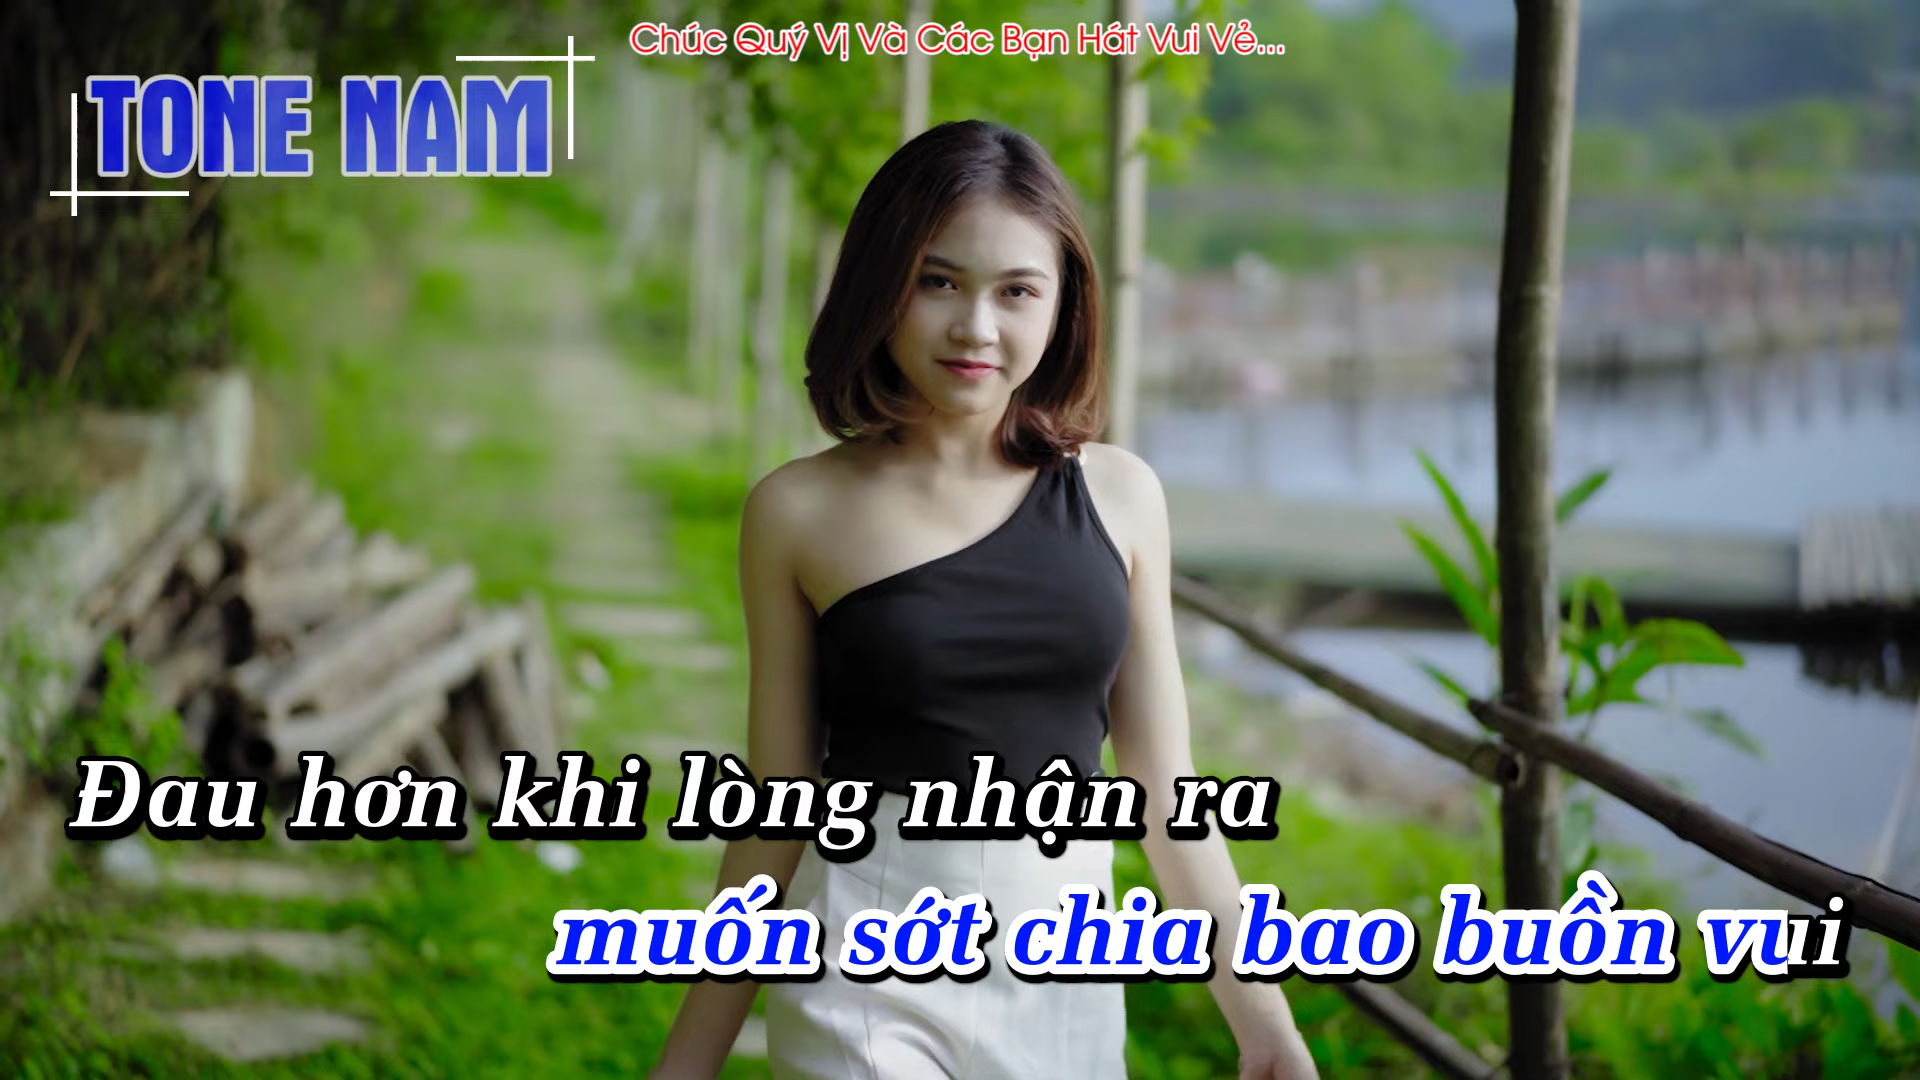 Chúc Quý Vị Và Các Bạn Hát Vui Vẻ...
TONE NAM
Đau hơn khi lòng nhận ra
muốn sớt chia bao buồn vui